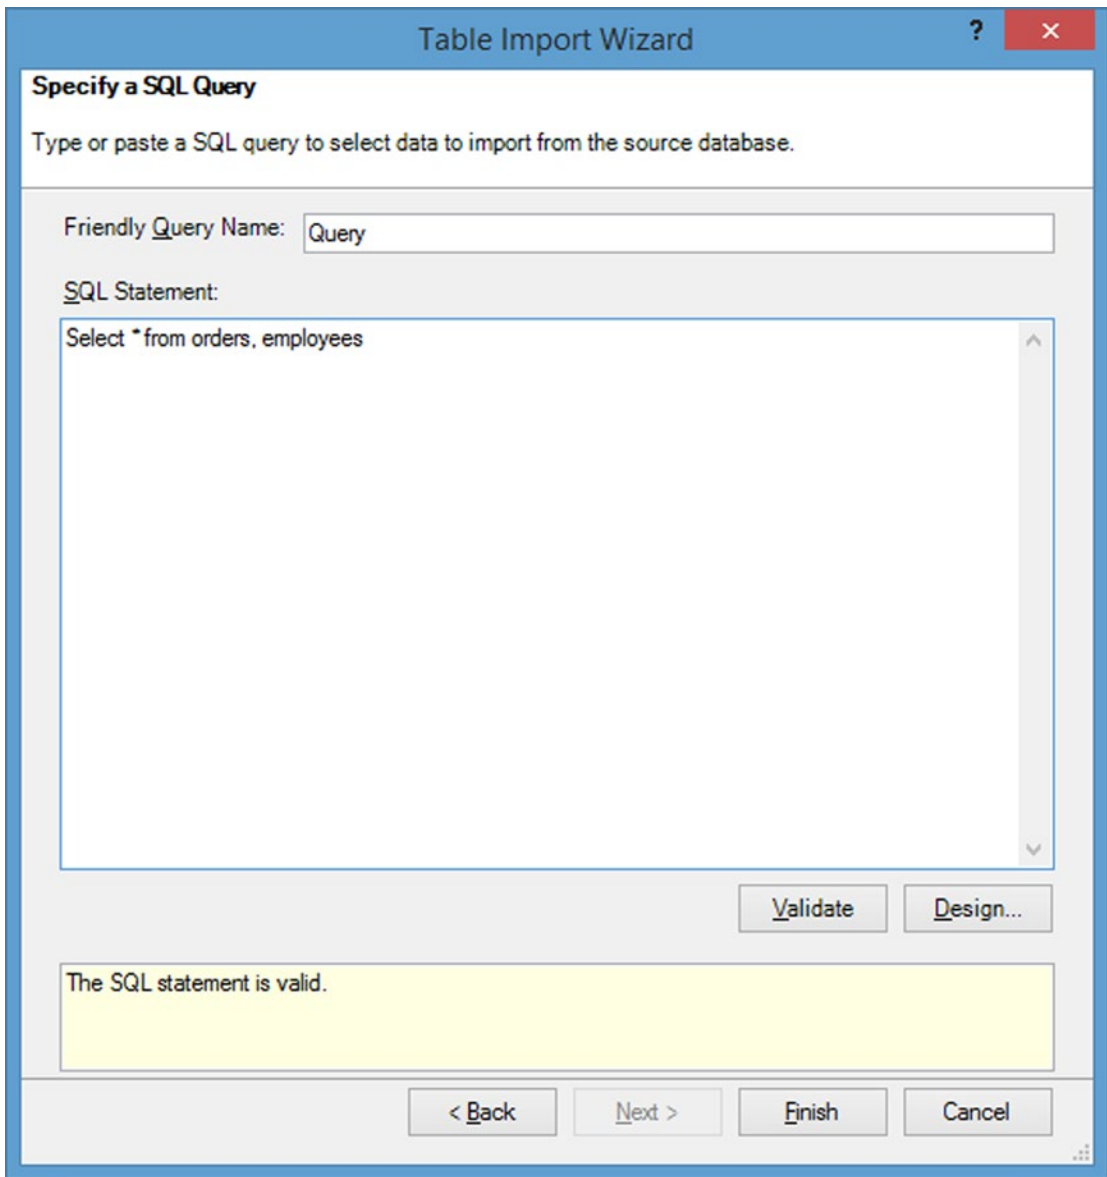 Table Import Wizard
?
Specify a SQL Query
Type or paste a SQL query to select data to import from the source database.
Friendly Query Name: Query
SQL Statement:
Select * from orders, employees
Validate Design...
The SQL statement is valid.
< Back Next > Finish Cancel